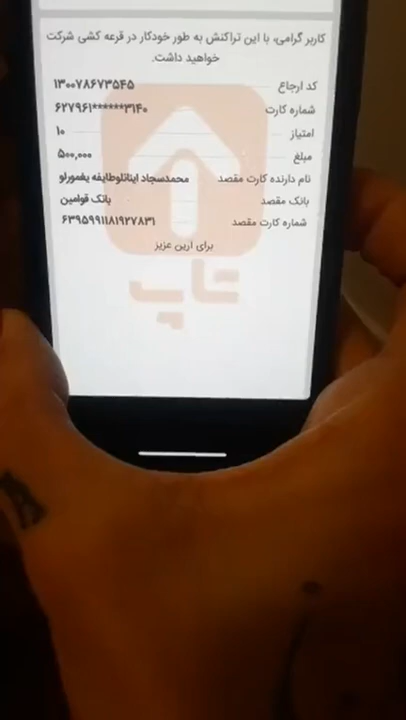 کاربر گرامی، با این تراکنش به طور خودکار در قرعه کشی شرکت
خواهید داشت.
کد ارجاع ۱۳۰۰۷۸۶۷۳۵۴۵
شماره کارت ۶۲۷۹۶۱******۳۱۴۰
امتیاز ۱۰
مبلغ ۵۰۰,۰۰۰
نام دارنده کارت مقصد محمدسجاد اینانلوطایفه یغمورلو
بانک مقصد بانک قوامین
شماره کارت مقصد ۶۳۹۵۹۹۱۱۸۱۹۲۷۸۳۱
برای آرین عزیز
تاپ